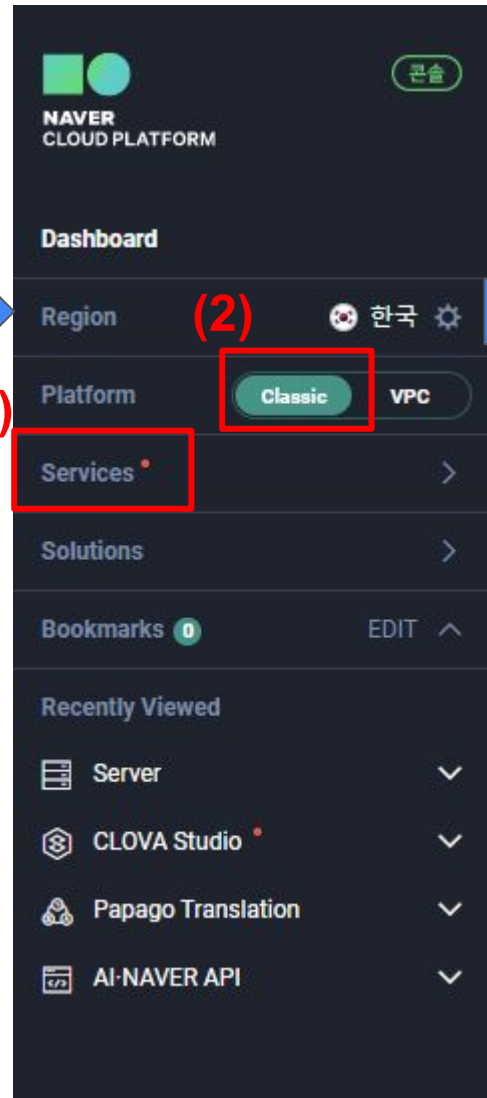 콘솔
NAVER
CLOUD PLATFORM
Dashboard
Region (2) 한국
Platform Classic VPC
)
Services
Solutions
Bookmarks 0 EDIT
Recently Viewed
Server
CLOVA Studio
Papago Translation
AI·NAVER API